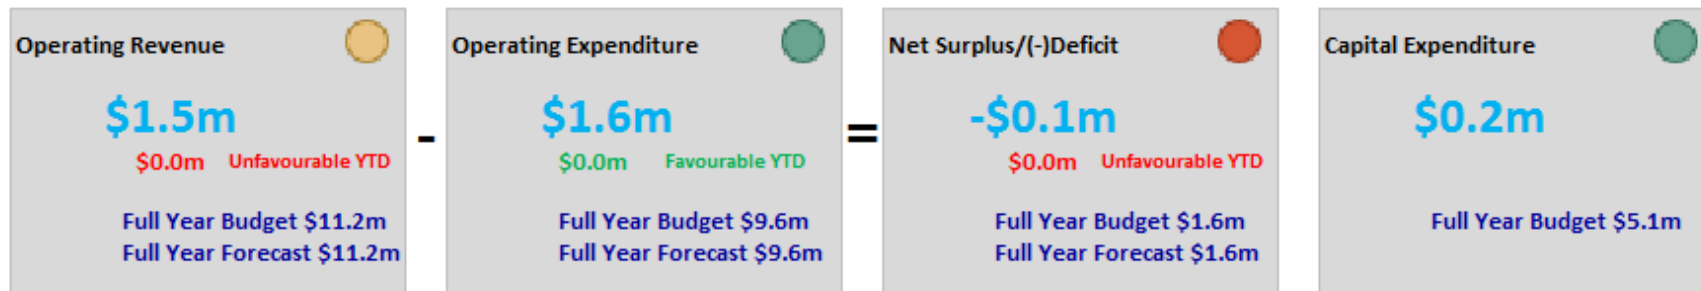 Operating Revenue
$1.5m
$0.0m Unfavourable YTD
Full Year Budget $11.2m
Full Year Forecast $11.2m
-
Operating Expenditure
$1.6m
$0.0m Favourable YTD
Full Year Budget $9.6m
Full Year Forecast $9.6m
=
Net Surplus/(-)Deficit
-$0.1m
$0.0m Unfavourable YTD
Full Year Budget $1.6m
Full Year Forecast $1.6m
Capital Expenditure
$0.2m
Full Year Budget $5.1m